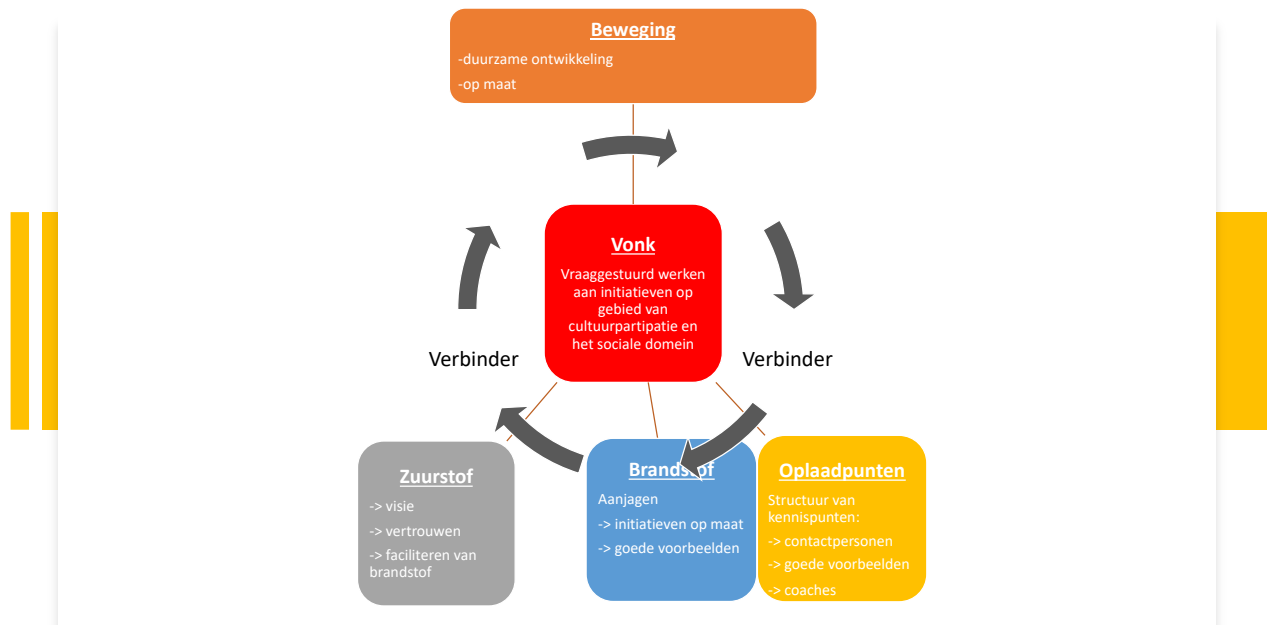 Beweging
-duurzame ontwikkeling
-op maat
Vonk
Vraaggestuurd werken
aan initiatieven op
gebied van
cultuurpartipatie en
het sociale domein
Verbinder
Verbinder
Zuurstof
-> visie
-> vertrouwen
-> faciliteren van
brandstof
Brandstof
Aanjagen
-> initiatieven op maat
-> goede voorbeelden
Oplaadpunten
Structuur van
kennispunten:
-> contactpersonen
-> goede voorbeelden
-> coaches